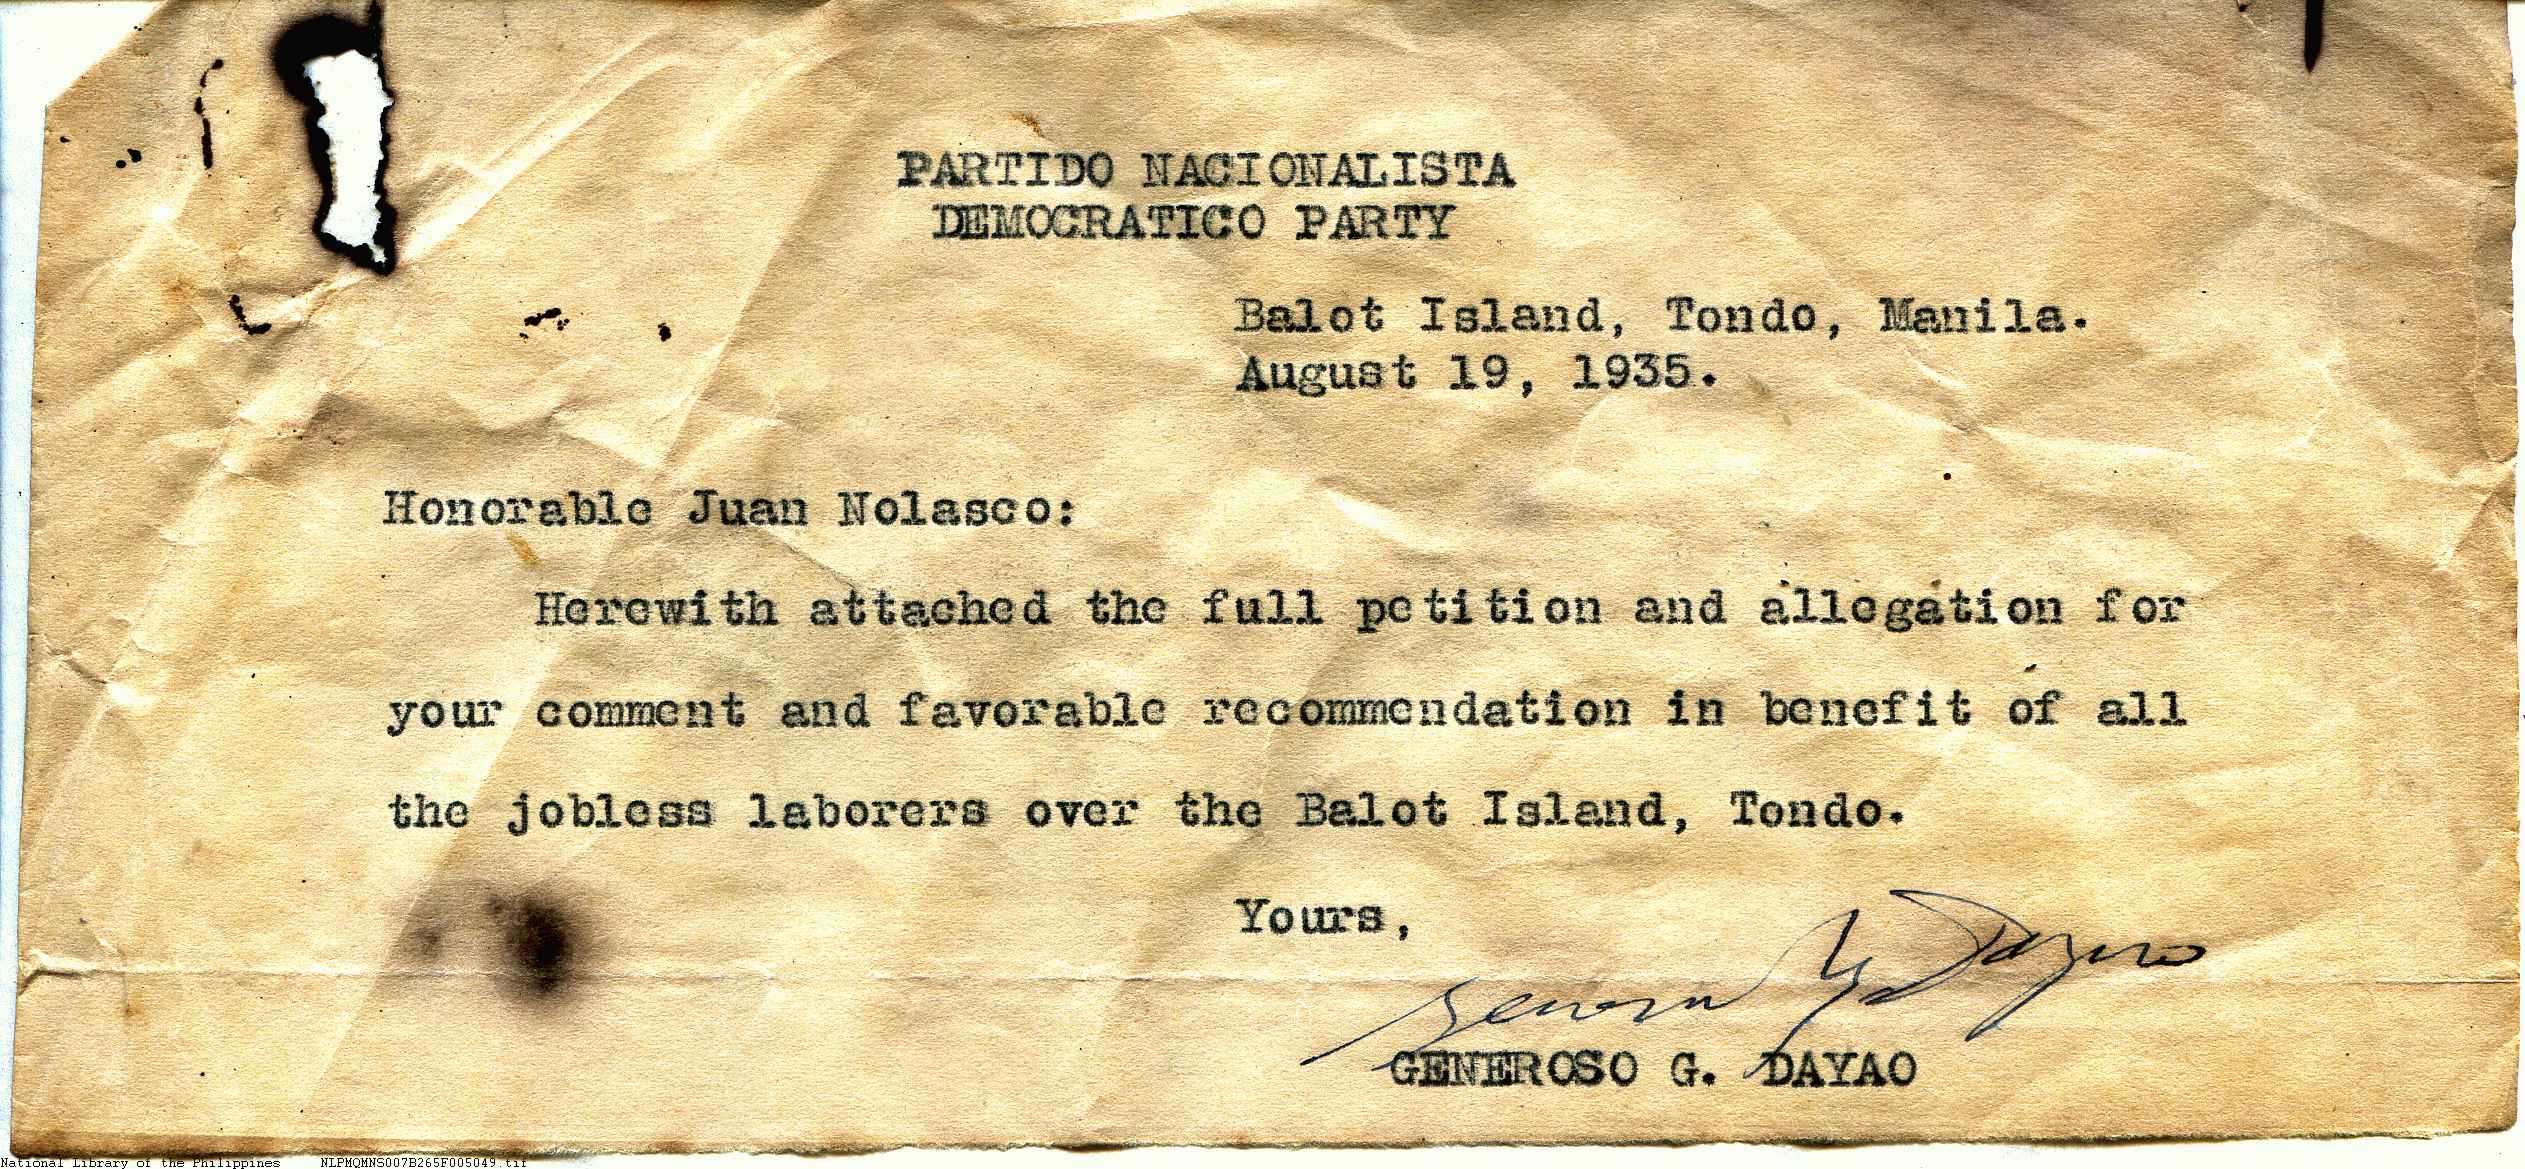 PARTIDO NACIONALISTA
DEMOCRATICO PARTY
Balot Island, Tondo, Manila.
August 19, 1935.
Honorable Juan Nolasco:
Herewith attached the full petition and allegation for
your comment and favorable recommendation in benefit of all
the jobless laborers over the Balot Island, Tondo.
Yours,
GENEROSO G. DAYAO
National Library of the Philippines NLPMQMNS007B265F005049.tif